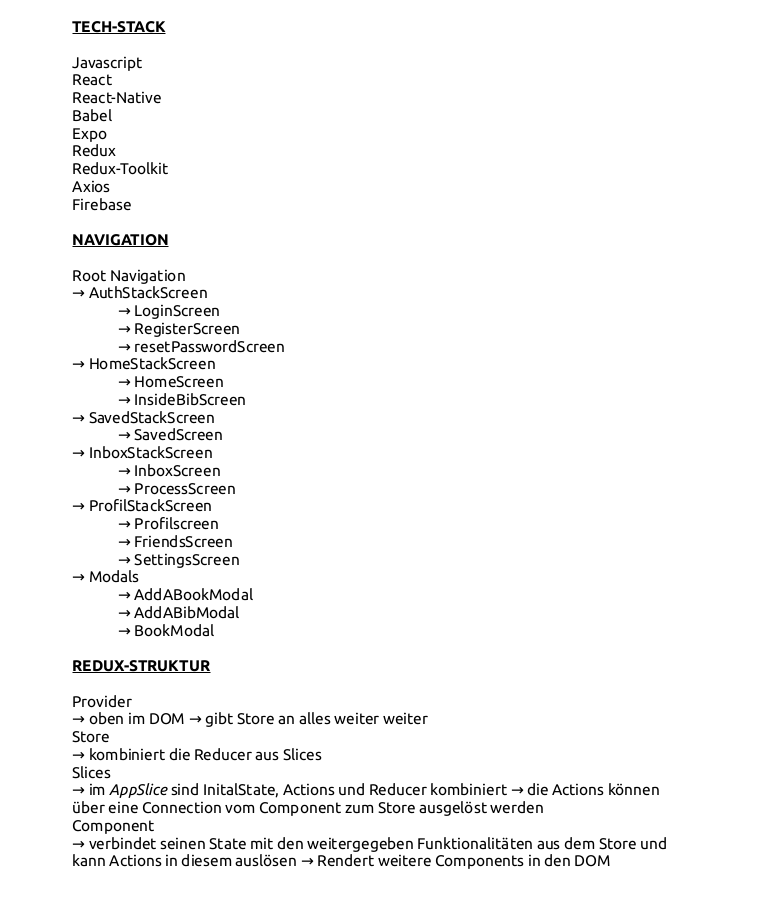 TECH-STACK
Javascript
React
React-Native
Babel
Expo
Redux
Redux-Toolkit
Axios
Firebase
NAVIGATION
Root Navigation
→ AuthStackScreen
→ LoginScreen
→ RegisterScreen
→ resetPasswordScreen
→ HomeStackScreen
→ HomeScreen
→ InsideBibScreen
→ SavedStackScreen
→ SavedScreen
→ InboxStackScreen
→ InboxScreen
→ ProcessScreen
→ ProfilStackScreen
→ Profilscreen
→ FriendsScreen
→ SettingsScreen
→ Modals
→ AddABookModal
→ AddABibModal
→ BookModal
REDUX-STRUKTUR
Provider
→ oben im DOM → gibt Store an alles weiter weiter
Store
→ kombiniert die Reducer aus Slices
Slices
→ im AppSlice sind InitalState, Actions und Reducer kombiniert → die Actions können
über eine Connection vom Component zum Store ausgelöst werden
Component
→ verbindet seinen State mit den weitergegeben Funktionalitäten aus dem Store und
kann Actions in diesem auslösen → Rendert weitere Components in den DOM